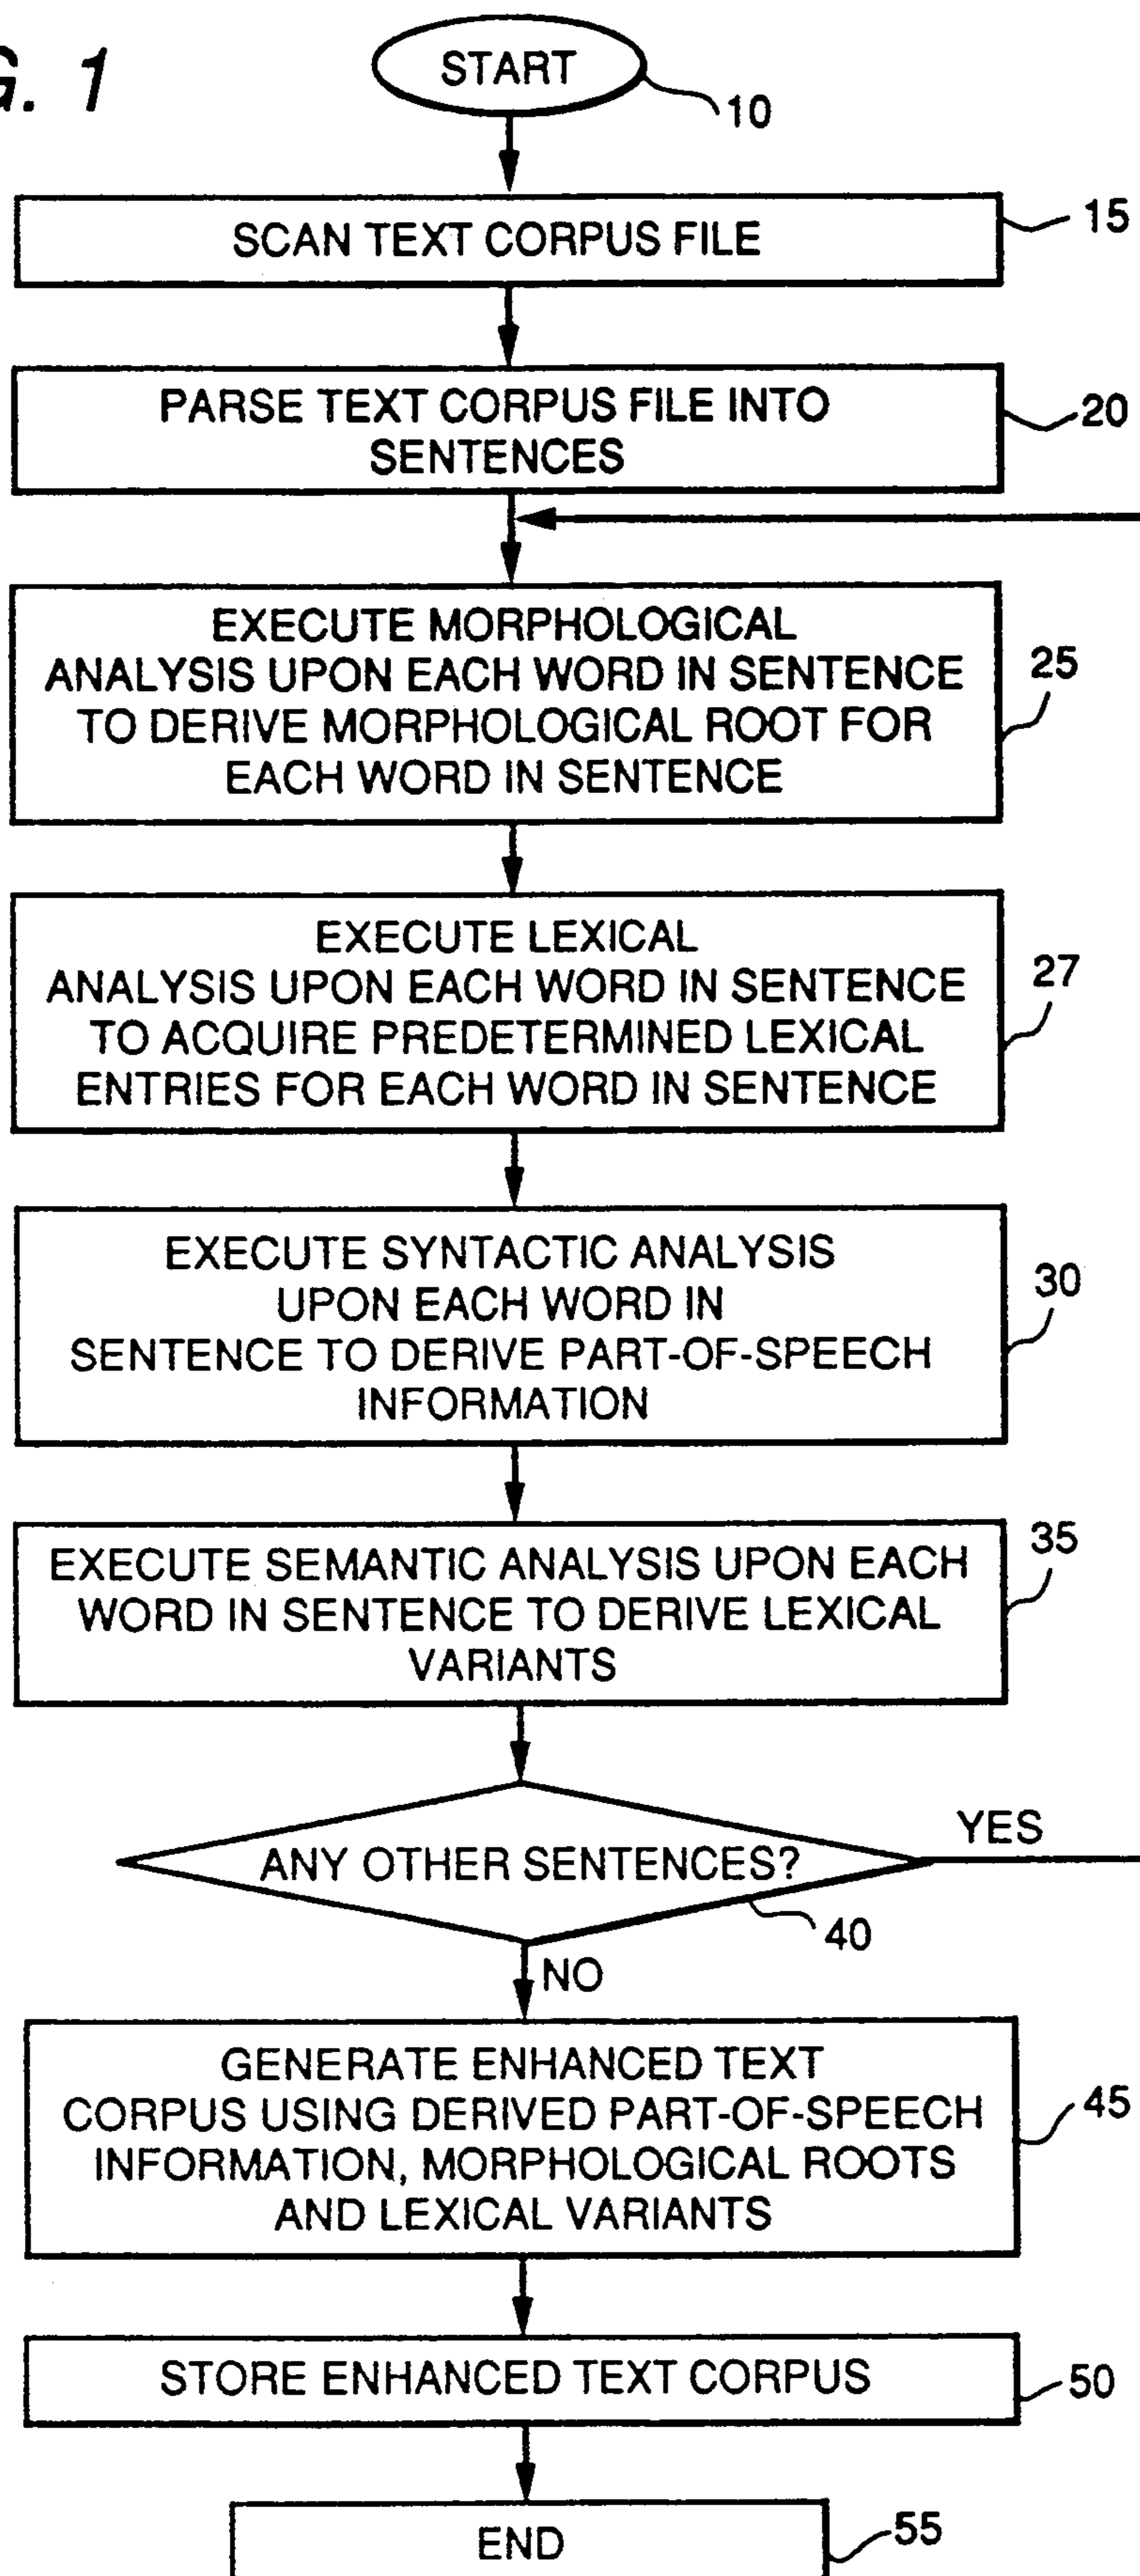 G. 1
START
10
SCAN TEXT CORPUS FILE
15
PARSE TEXT CORPUS FILE INTO
SENTENCES
20
EXECUTE MORPHOLOGICAL
ANALYSIS UPON EACH WORD IN SENTENCE
TO DERIVE MORPHOLOGICAL ROOT FOR
EACH WORD IN SENTENCE
25
EXECUTE LEXICAL
ANALYSIS UPON EACH WORD IN SENTENCE
TO ACQUIRE PREDETERMINED LEXICAL
ENTRIES FOR EACH WORD IN SENTENCE
27
EXECUTE SYNTACTIC ANALYSIS
UPON EACH WORD IN
SENTENCE TO DERIVE PART-OF-SPEECH
INFORMATION
30
EXECUTE SEMANTIC ANALYSIS UPON EACH
WORD IN SENTENCE TO DERIVE LEXICAL
VARIANTS
35
ANY OTHER SENTENCES?
YES
40
NO
GENERATE ENHANCED TEXT
CORPUS USING DERIVED PART-OF-SPEECH
INFORMATION, MORPHOLOGICAL ROOTS
AND LEXICAL VARIANTS
45
STORE ENHANCED TEXT CORPUS
50
END
55